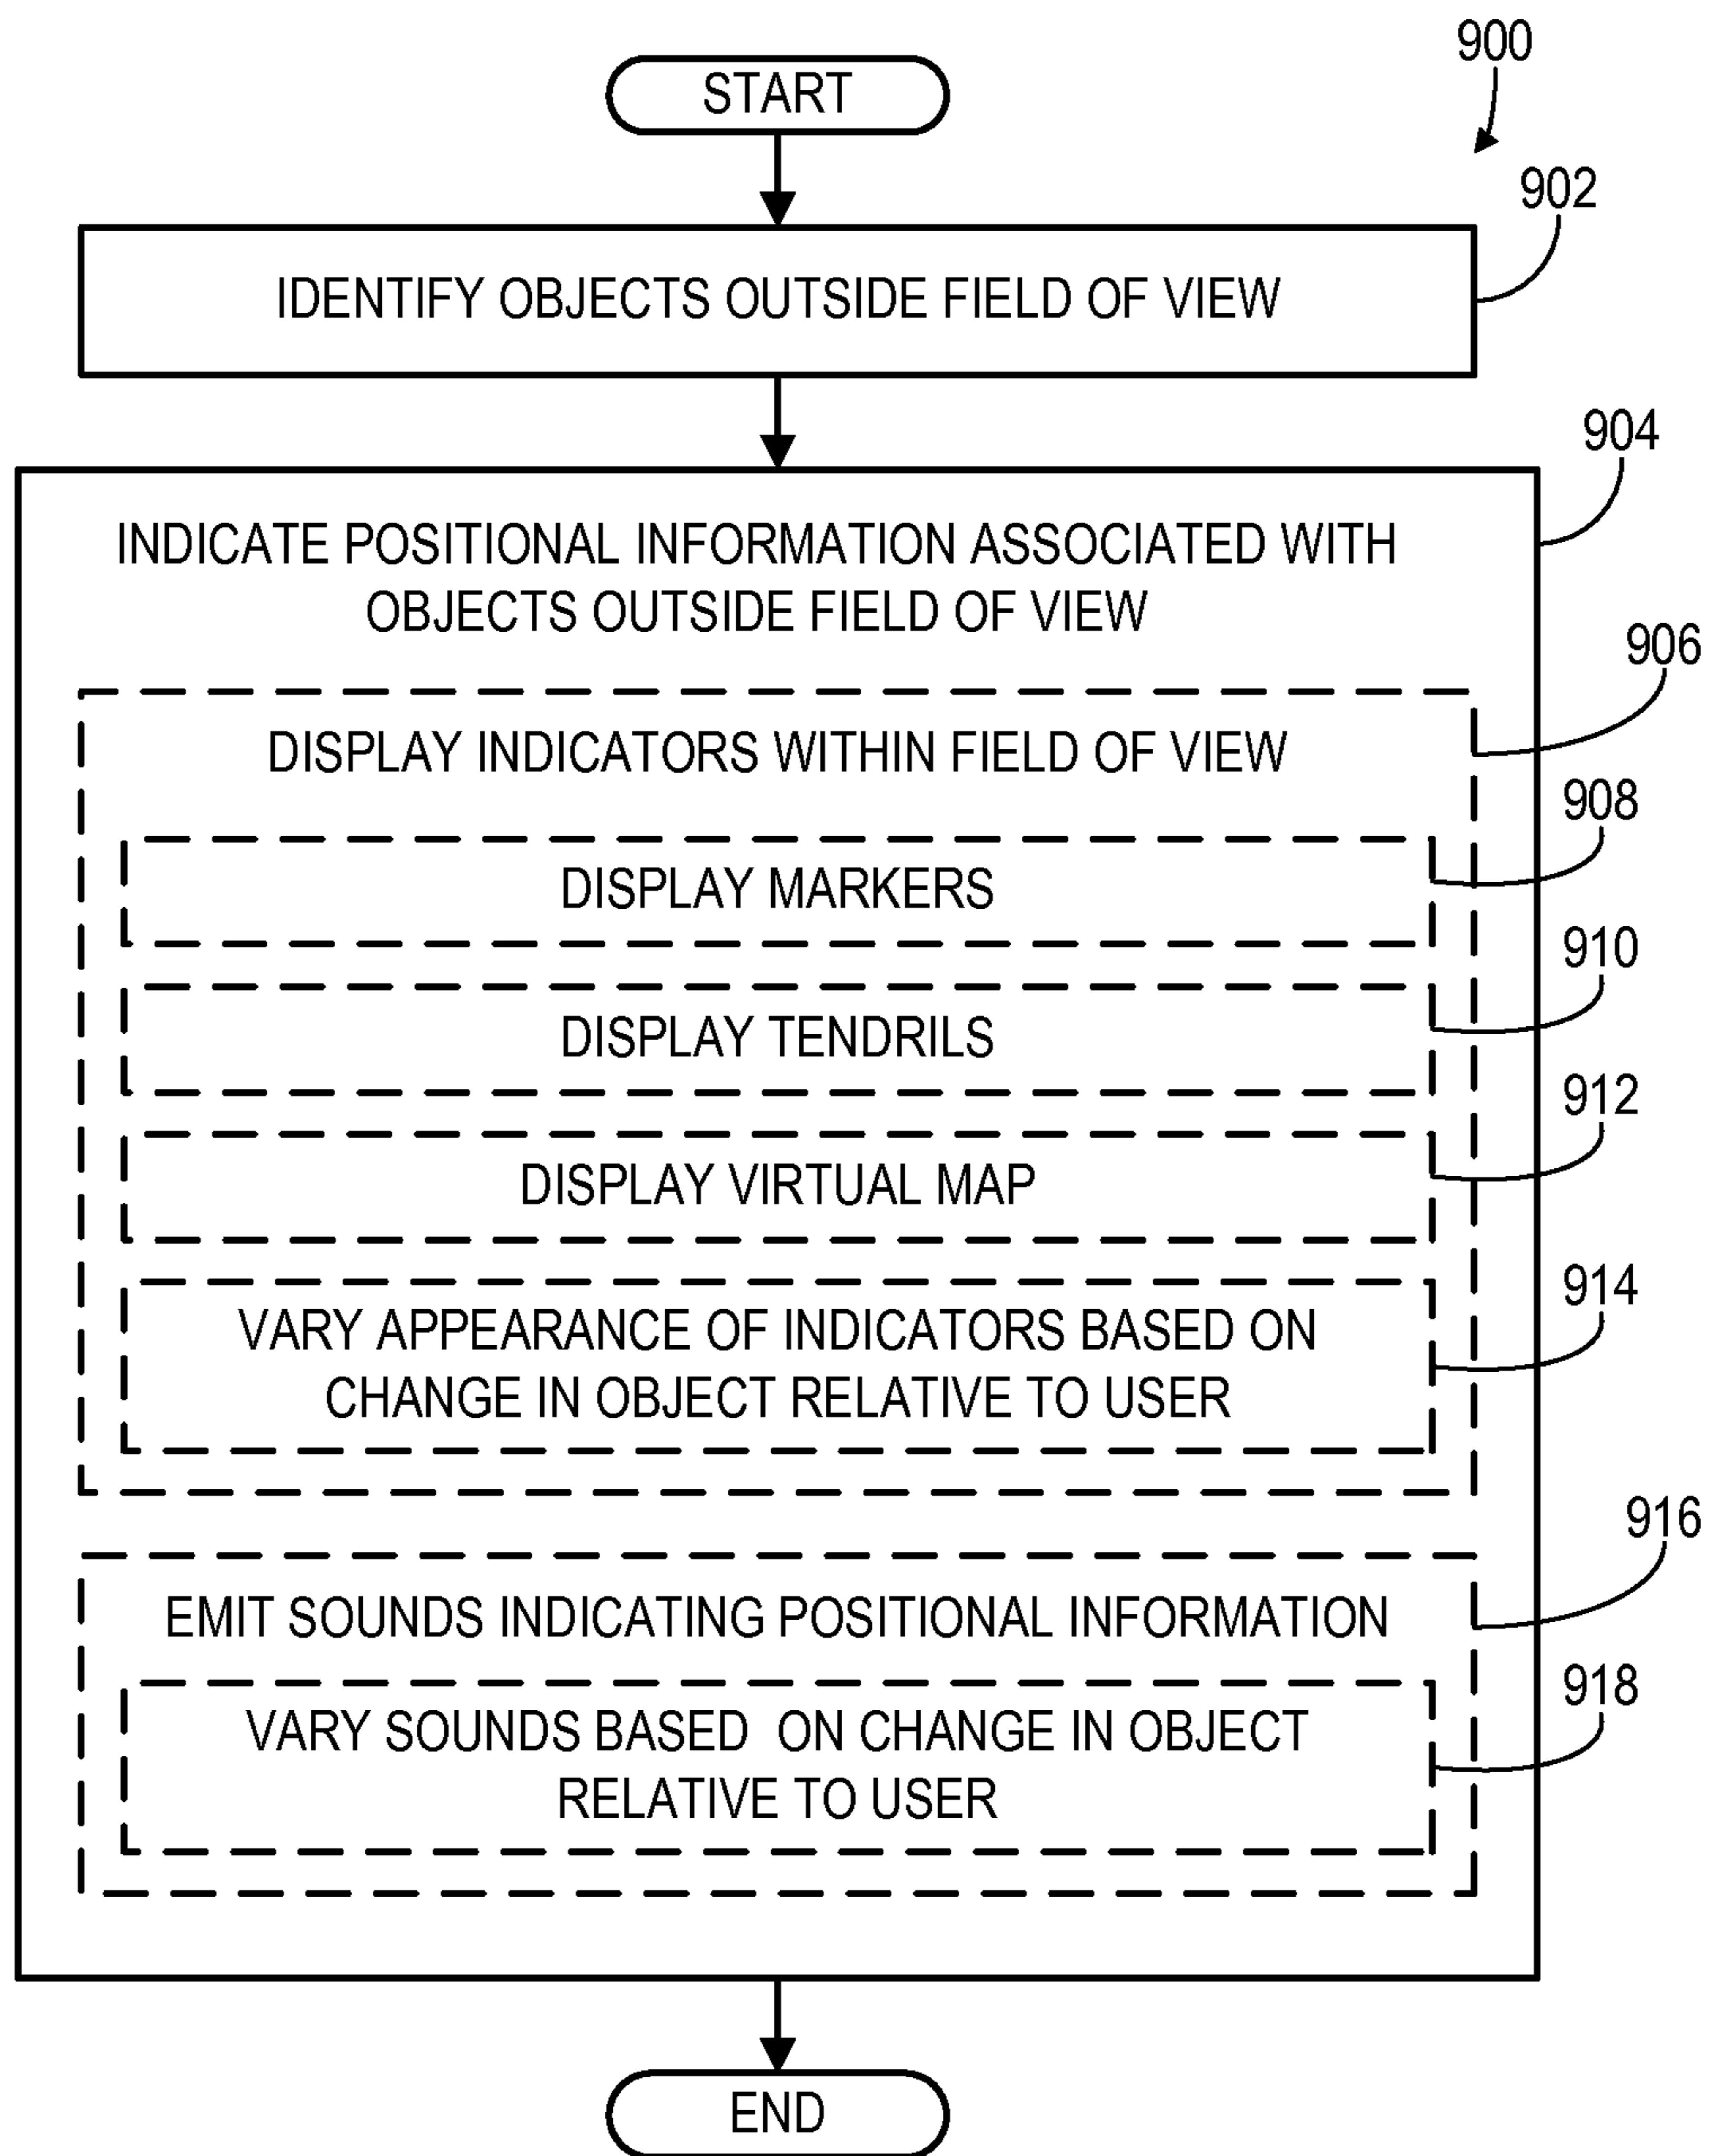 900
START
902
IDENTIFY OBJECTS OUTSIDE FIELD OF VIEW
904
INDICATE POSITIONAL INFORMATION ASSOCIATED WITH
OBJECTS OUTSIDE FIELD OF VIEW
906
DISPLAY INDICATORS WITHIN FIELD OF VIEW
908
DISPLAY MARKERS
910
DISPLAY TENDRILS
912
DISPLAY VIRTUAL MAP
914
VARY APPEARANCE OF INDICATORS BASED ON
CHANGE IN OBJECT RELATIVE TO USER
916
EMIT SOUNDS INDICATING POSITIONAL INFORMATION
918
VARY SOUNDS BASED ON CHANGE IN OBJECT
RELATIVE TO USER
END